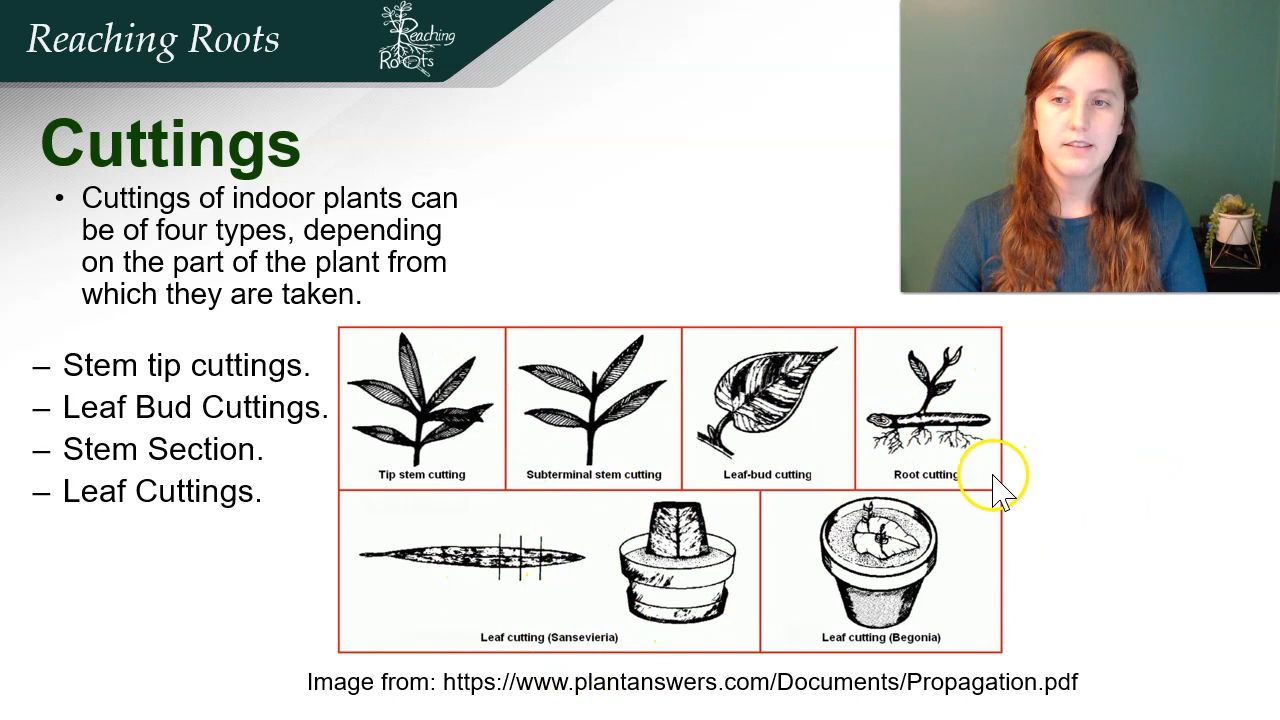 Reaching Roots
Reaching
Roots
Cuttings
• Cuttings of indoor plants can
be of four types, depending
on the part of the plant from
which they are taken.
– Stem tip cuttings.
– Leaf Bud Cuttings.
– Stem Section.
– Leaf Cuttings.
Tip stem cutting
Subterminal stem cutting
Leaf-bud cutting
Root cutting
Leaf cutting (Sansevieria)
Leaf cutting (Begonia)
Image from: https://www.plantanswers.com/Documents/Propagation.pdf